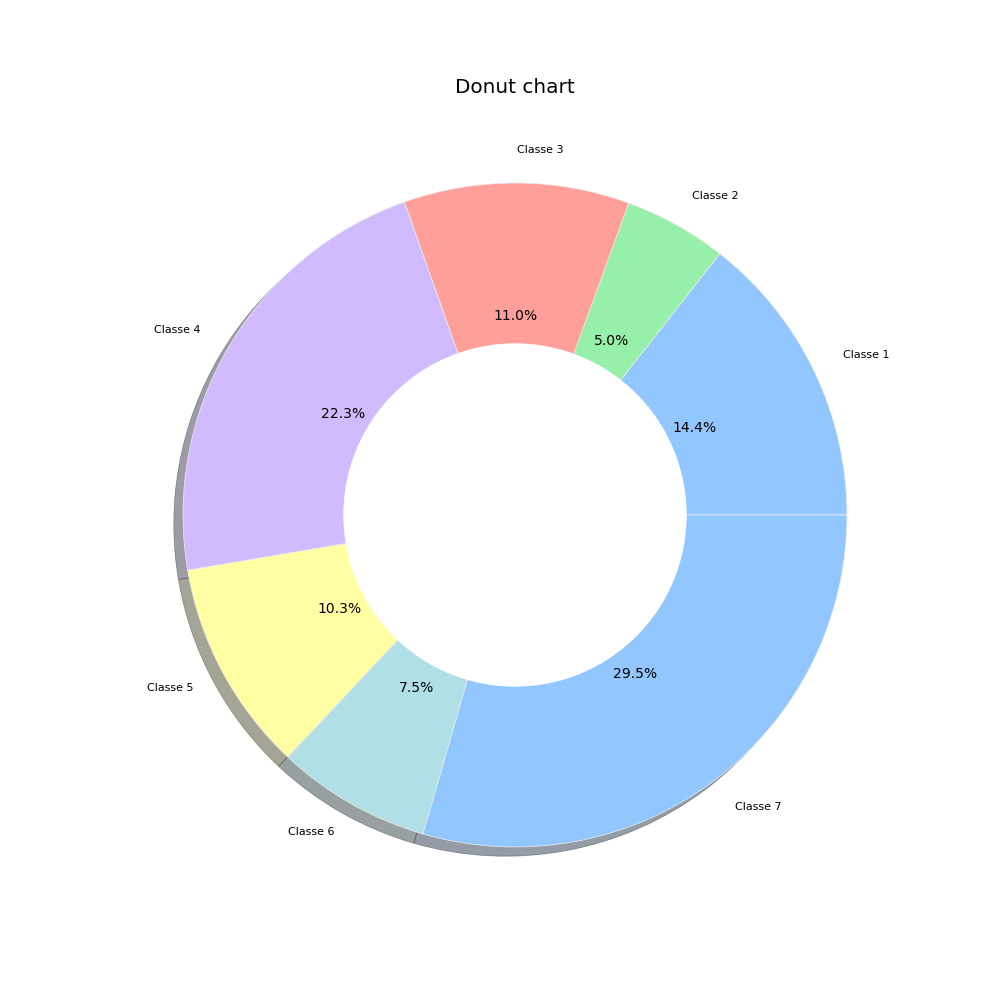 Donut chart
Classe 3
Classe 2
Classe 4
Classe 1
11.0%
5.0%
22.3%
14.4%
10.3%
7.5%
29.5%
Classe 5
Classe 6
Classe 7